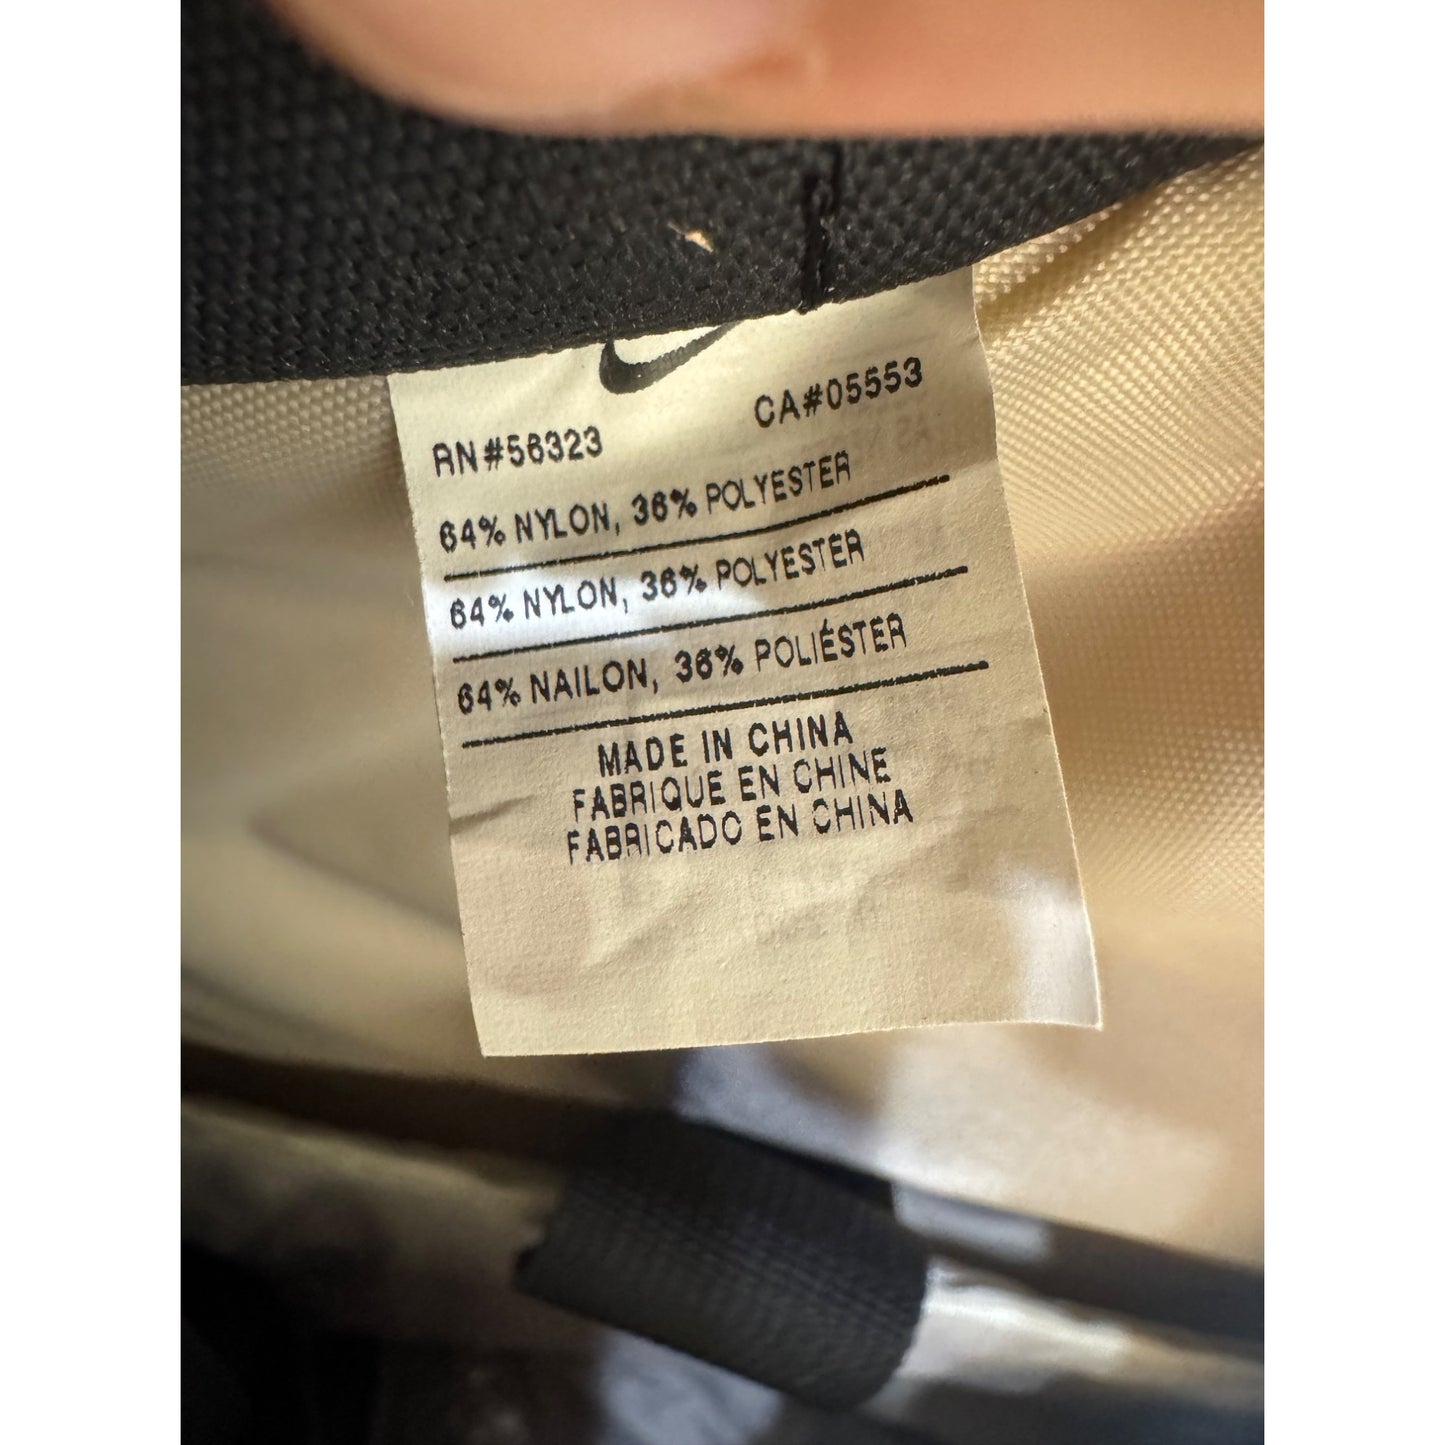 RN#56323
CA#05553
64% NYLON, 36% POLYESTER
64% NYLON, 36% POLYESTER
64% NAILON, 36% POLIÉSTER
MADE IN CHINA
FABRIQUE EN CHINE
FABRICADO EN CHINA